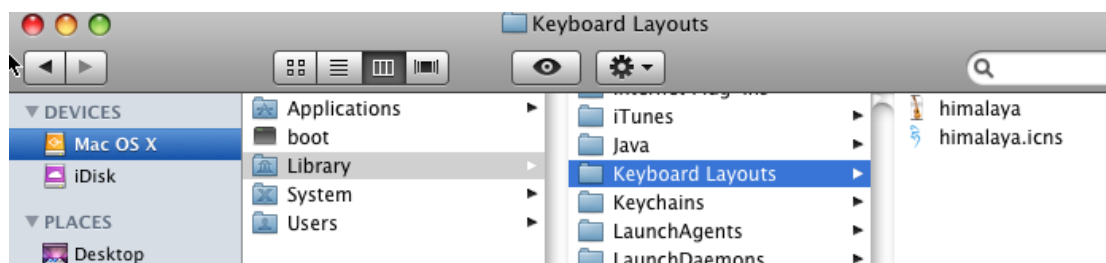 Keyboard Layouts
DEVICES
Mac OS X
iDisk
PLACES
Desktop
Applications
boot
Library
System
Users
iTunes
Java
Keyboard Layouts
Keychains
LaunchAgents
LaunchDaemons
himalaya
himalaya.icns